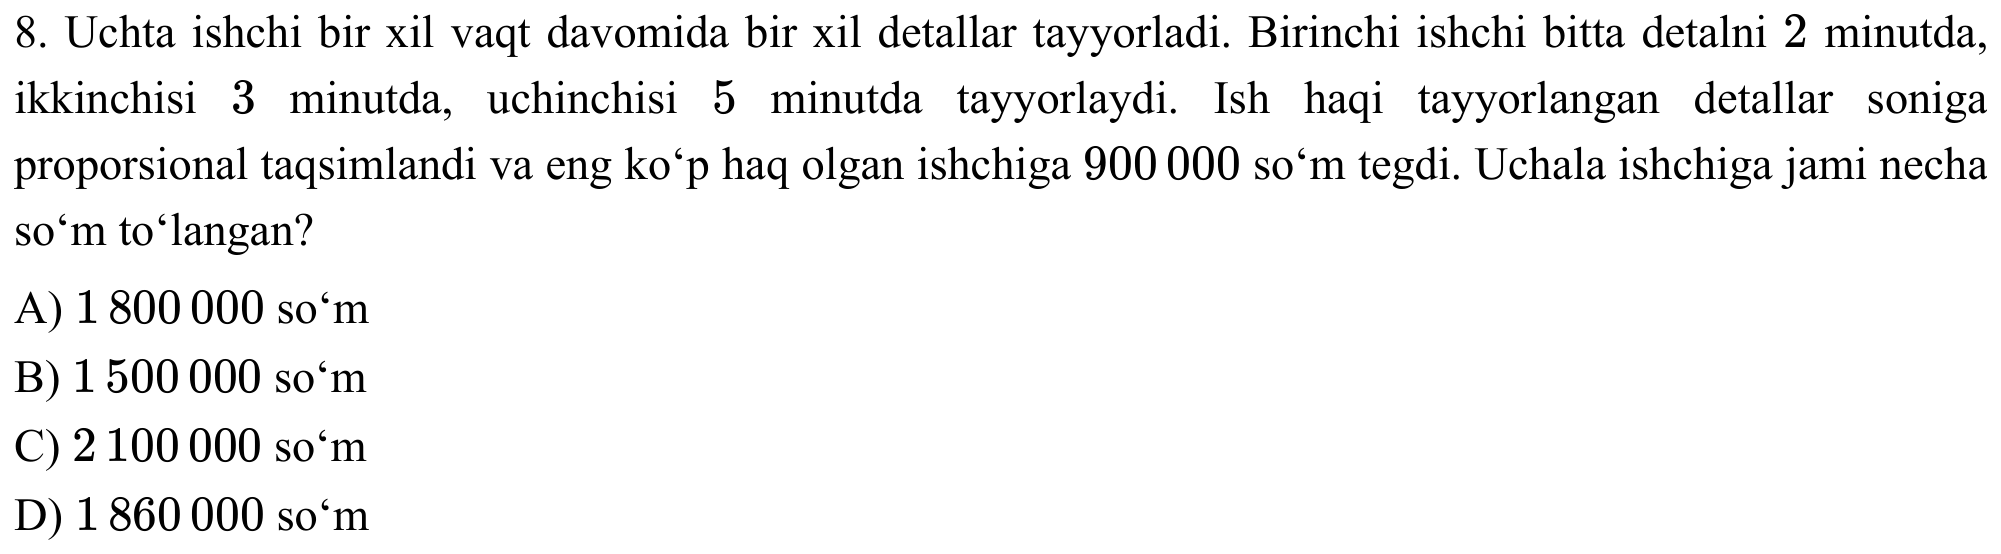 8. Uchta ishchi bir xil vaqt davomida bir xil detallar tayyorladi. Birinchi ishchi bitta detalni 2 minutda,
ikkinchisi 3 minutda, uchinchisi 5 minutda tayyorlaydi. Ish haqi tayyorlangan detallar soniga
proporsional taqsimlandi va eng ko‘p haq olgan ishchiga 900 000 so‘m tegdi. Uchala ishchiga jami necha
so‘m to‘langan?
A) 1 800 000 so‘m
B) 1 500 000 so‘m
C) 2 100 000 so‘m
D) 1 860 000 so‘m